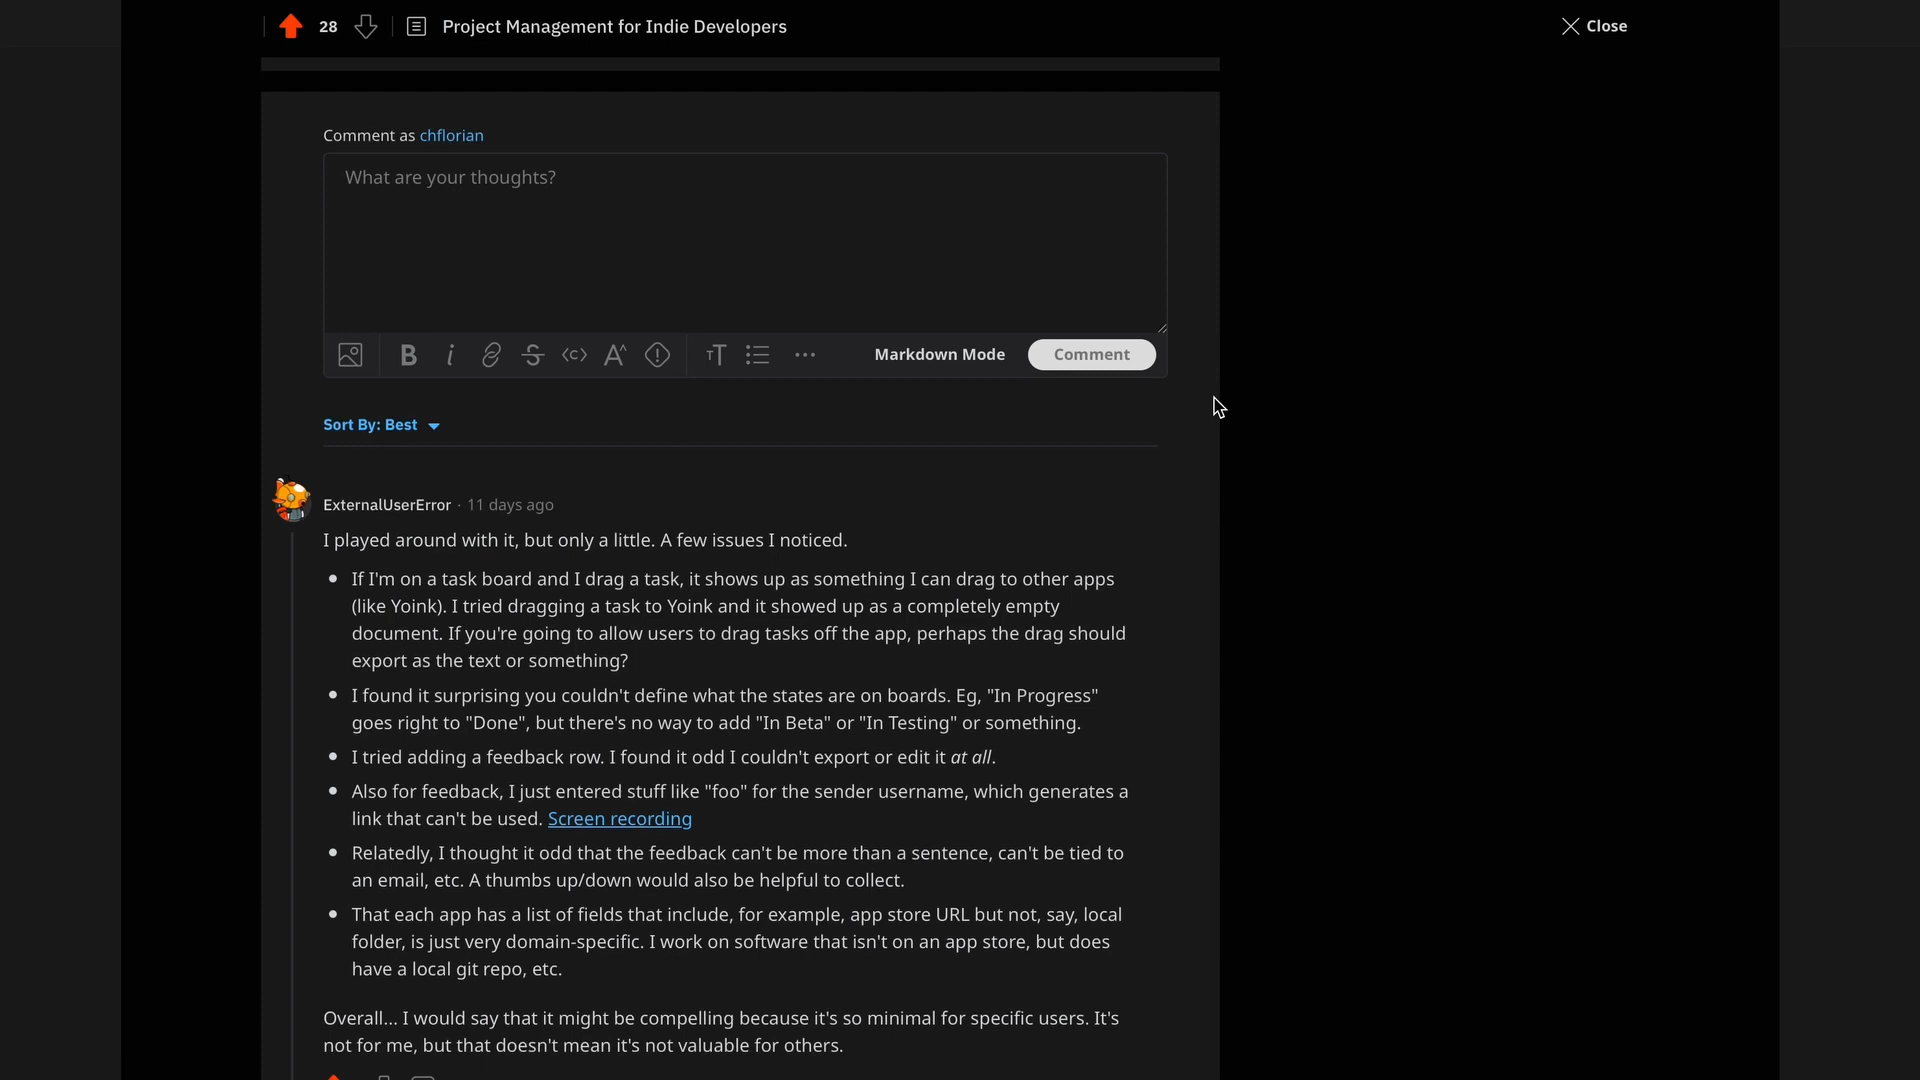 28 Project Management for Indie Developers Close
Comment as chflorian
What are your thoughts?
Markdown Mode Comment
Sort By: Best
ExternalUserError · 11 days ago
I played around with it, but only a little. A few issues I noticed.
• If I'm on a task board and I drag a task, it shows up as something I can drag to other apps
(like Yoink). I tried dragging a task to Yoink and it showed up as a completely empty
document. If you're going to allow users to drag tasks off the app, perhaps the drag should
export as the text or something?
• I found it surprising you couldn't define what the states are on boards. Eg, "In Progress"
goes right to "Done", but there's no way to add "In Beta" or "In Testing" or something.
• I tried adding a feedback row. I found it odd I couldn't export or edit it at all.
• Also for feedback, I just entered stuff like "foo" for the sender username, which generates a
link that can't be used. Screen recording
• Relatedly, I thought it odd that the feedback can't be more than a sentence, can't be tied to
an email, etc. A thumbs up/down would also be helpful to collect.
• That each app has a list of fields that include, for example, app store URL but not, say, local
folder, is just very domain-specific. I work on software that isn't on an app store, but does
have a local git repo, etc.
Overall... I would say that it might be compelling because it's so minimal for specific users. It's
not for me, but that doesn't mean it's not valuable for others.